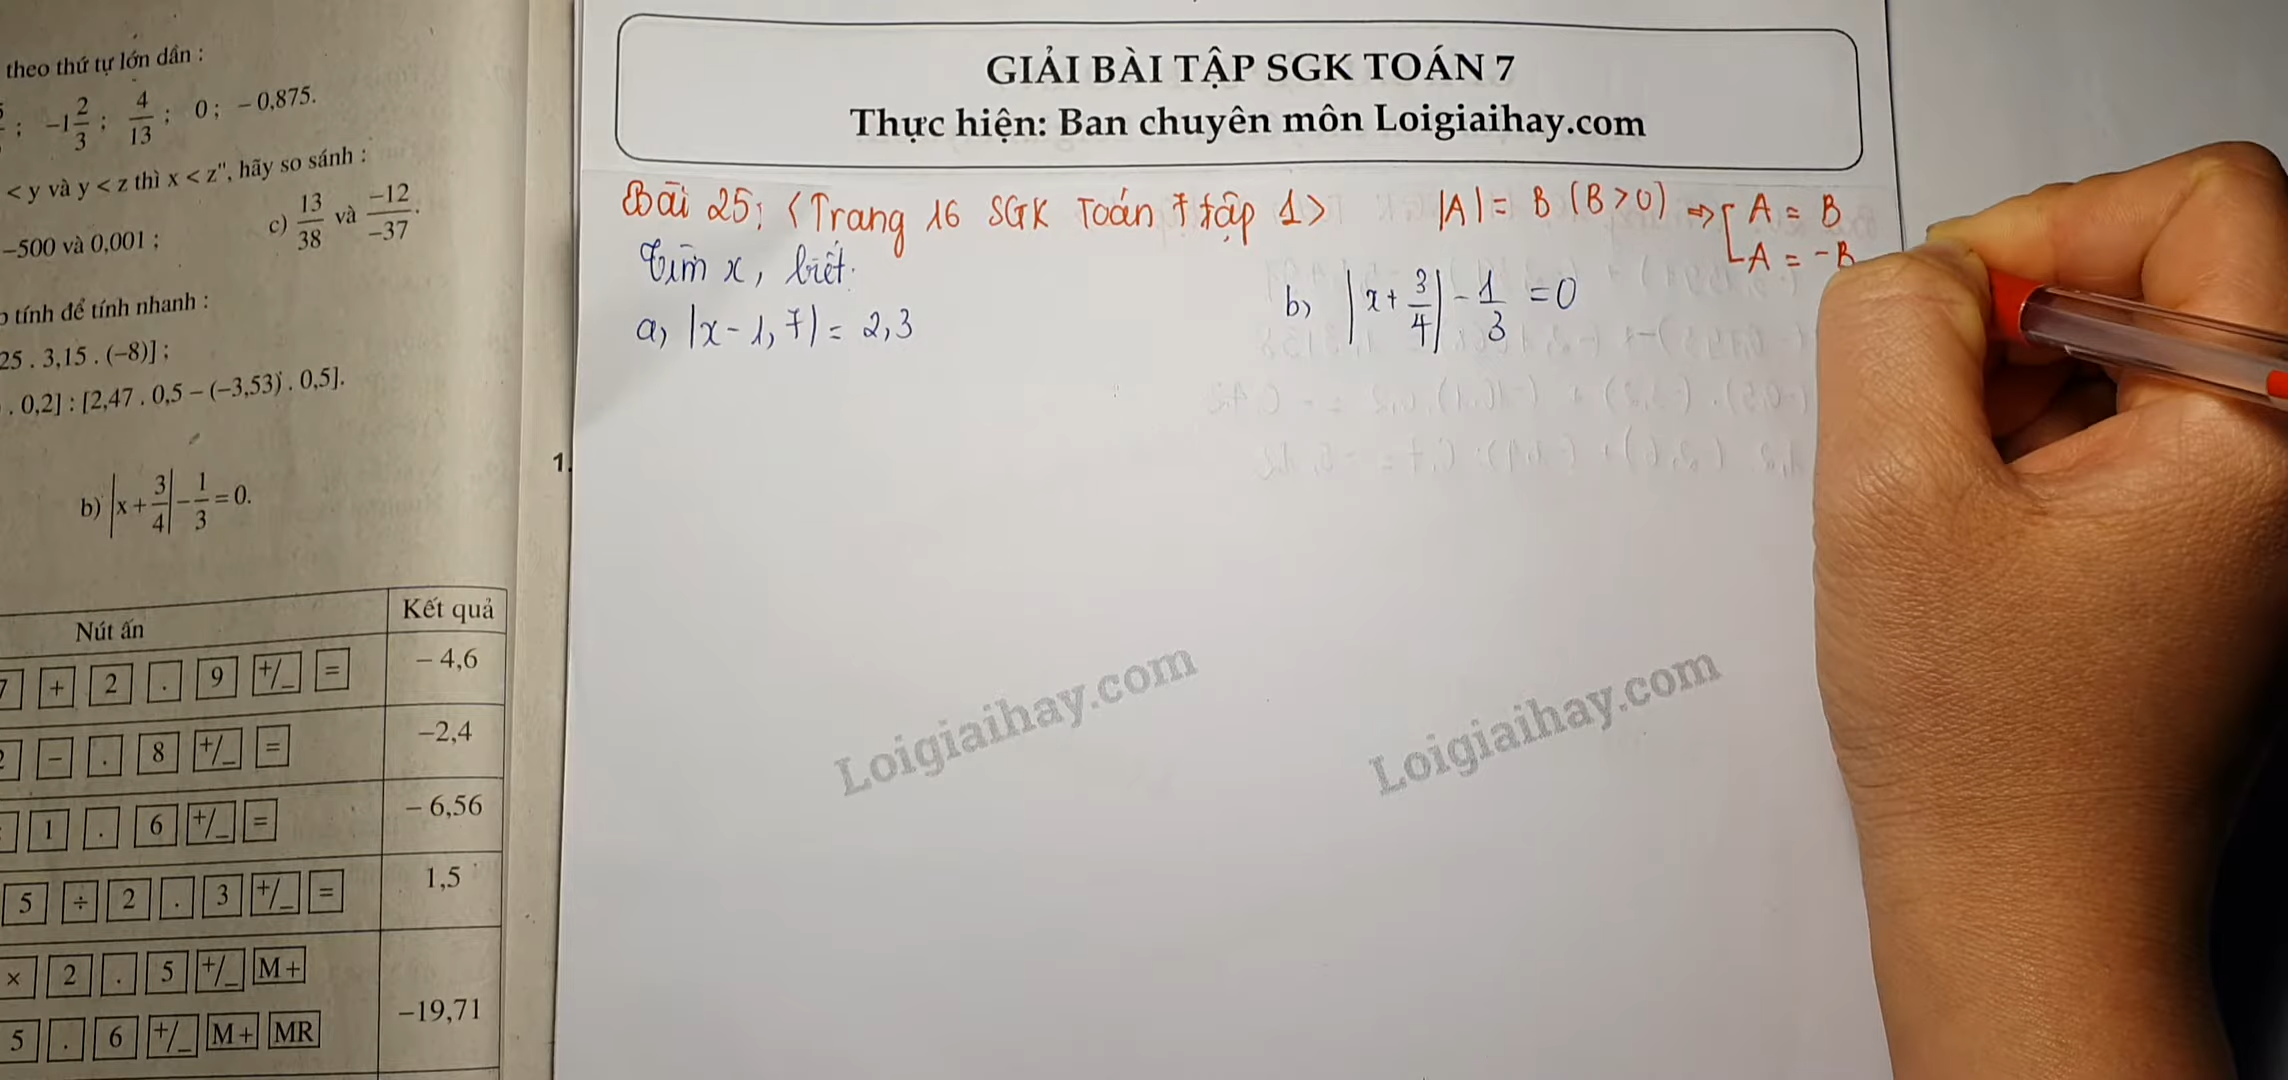 theo thứ tự lớn dần :
; −1 2/3 ; 4/13 ; 0 ; − 0,875.
< y và y < z thì x < z", hãy so sánh :
−500 và 0,001 ;
c) 13/38 và −12/−37.
tính để tính nhanh :
25 . 3,15 . (−8)] ;
. 0,2] : [2,47 . 0,5 − (−3,53) . 0,5].
b) |x + 3/4| − 1/3 = 0.
Nút ấn Kết quả
7 + 2 . 9 +/_ = − 4,6
− . 8 +/_ = −2,4
1 . 6 +/_ = − 6,56
5 ÷ 2 . 3 +/_ = 1,5
× 2 . 5 +/_ M+
5 . 6 +/_ M+ MR −19,71
1.
GIẢI BÀI TẬP SGK TOÁN 7
Thực hiện: Ban chuyên môn Loigiaihay.com
Bài 25: <Trang 16 SGK Toán 7 tập 1>
|A| = B (B > 0) ⇒ [ A = B
A = −B
Tìm x, biết:
a) |x − 1,7| = 2,3
b) |x + 3/4| − 1/3 = 0
Loigiaihay.com
Loigiaihay.com